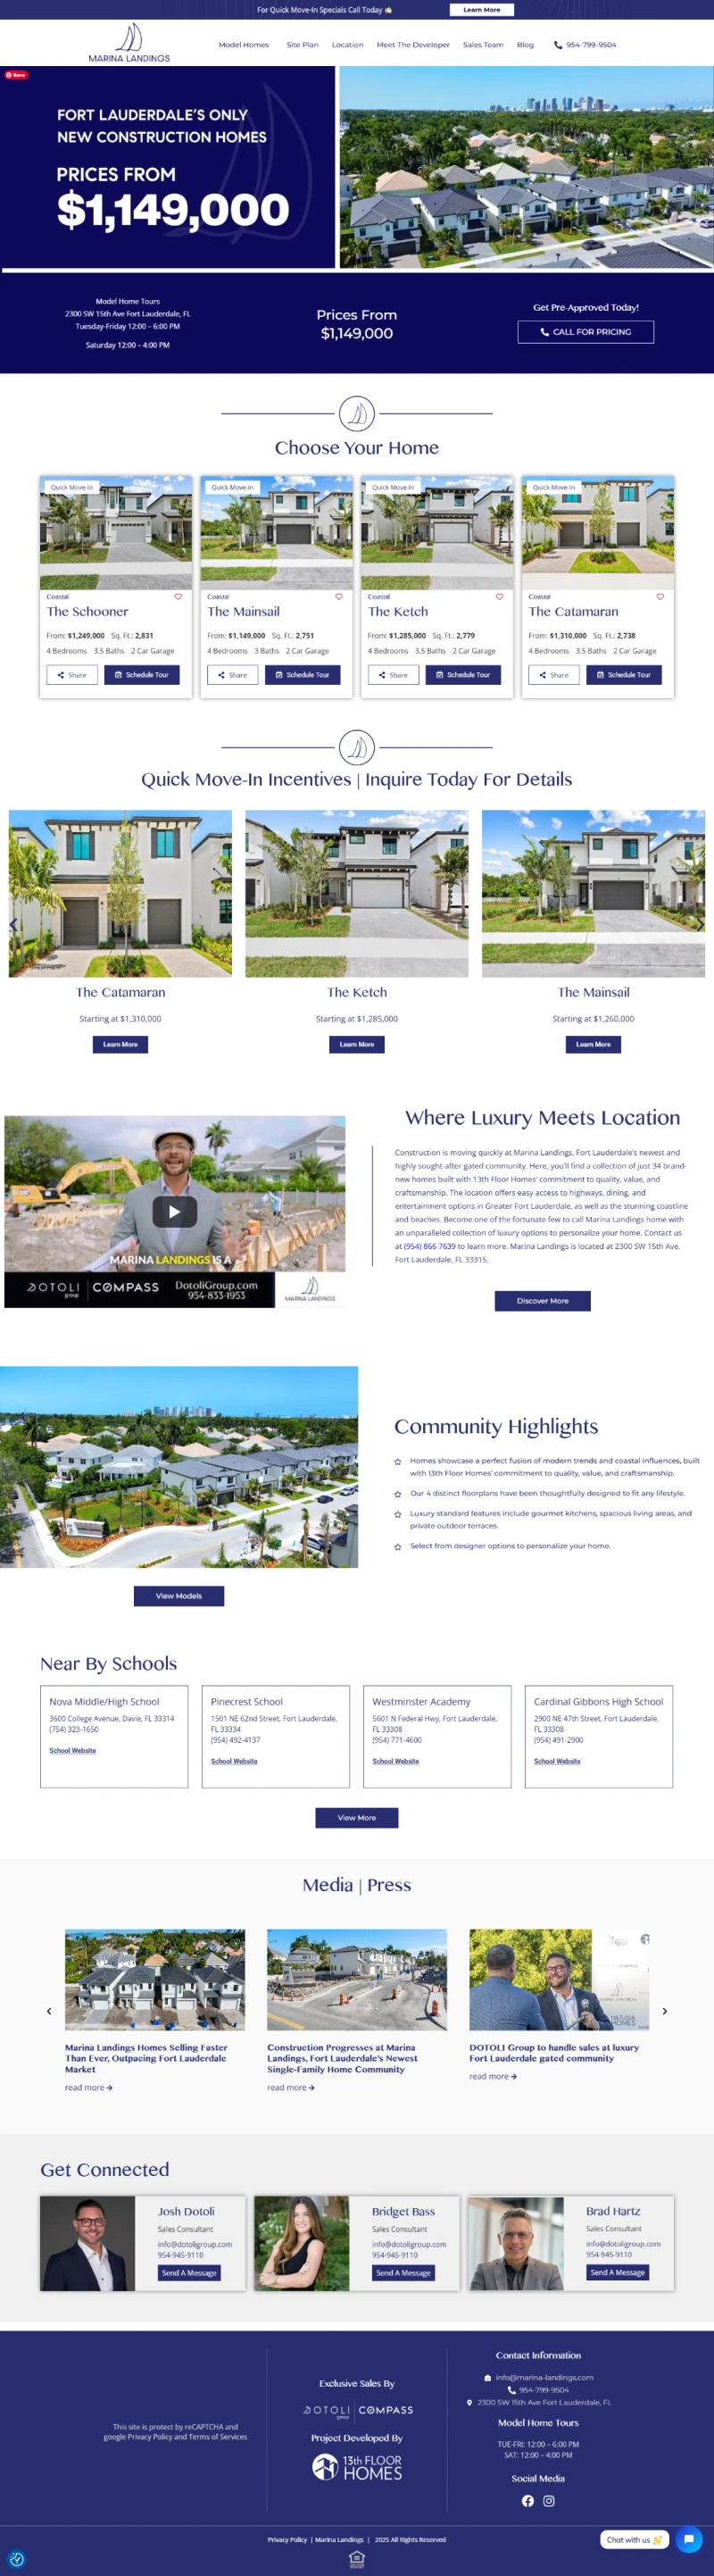 For Quick Move-In Specials Call Today
Learn More
MARINA LANDINGS
Model Homes
Site Plan
Location
Meet The Developer
Sales Team
Blog
954-799-9504
Save
FORT LAUDERDALE'S ONLY
NEW CONSTRUCTION HOMES
PRICES FROM
$1,149,000
Model Home Tours
2300 SW 15th Ave Fort Lauderdale, FL
Tuesday-Friday 12:00 – 6:00 PM
Saturday 12:00 – 4:00 PM
Prices From
$1,149,000
Get Pre-Approved Today!
CALL FOR PRICING
Choose Your Home
Quick Move-In
Coastal
The Schooner
From: $1,249,000 Sq. Ft.: 2,831
4 Bedrooms 3.5 Baths 2 Car Garage
Share
Schedule Tour
Quick Move-In
Coastal
The Mainsail
From: $1,149,000 Sq. Ft.: 2,751
4 Bedrooms 3 Baths 2 Car Garage
Share
Schedule Tour
Quick Move-In
Coastal
The Ketch
From: $1,285,000 Sq. Ft.: 2,779
4 Bedrooms 3.5 Baths 2 Car Garage
Share
Schedule Tour
Quick Move-In
Coastal
The Catamaran
From: $1,310,000 Sq. Ft.: 2,738
4 Bedrooms 3.5 Baths 2 Car Garage
Share
Schedule Tour
Quick Move-In Incentives | Inquire Today For Details
The Catamaran
Starting at $1,310,000
Learn More
The Ketch
Starting at $1,285,000
Learn More
The Mainsail
Starting at $1,260,000
Learn More
MARINA LANDINGS IS A
DOTOLI group | COMPASS
DotoliGroup.com
954-833-1953
MARINA LANDINGS
Where Luxury Meets Location
Construction is moving quickly at Marina Landings, Fort Lauderdale's newest and
highly sought-after gated community. Here, you'll find a collection of just 34 brand-
new homes built with 13th Floor Homes' commitment to quality, value, and
craftsmanship. The location offers easy access to highways, dining, and
entertainment options in Greater Fort Lauderdale, as well as the stunning coastline
and beaches. Become one of the fortunate few to call Marina Landings home with
an unparalleled collection of luxury options to personalize your home. Contact us
at (954) 866 7639 to learn more. Marina Landings is located at 2300 SW 15th Ave,
Fort Lauderdale, FL 33315.
Discover More
Community Highlights
Homes showcase a perfect fusion of modern trends and coastal influences, built
with 13th Floor Homes' commitment to quality, value, and craftsmanship.
Our 4 distinct floorplans have been thoughtfully designed to fit any lifestyle.
Luxury standard features include gourmet kitchens, spacious living areas, and
private outdoor terraces.
Select from designer options to personalize your home.
View Models
Near By Schools
Nova Middle/High School
3600 College Avenue, Davie, FL 33314
(754) 323-1650
School Website
Pinecrest School
1501 NE 62nd Street, Fort Lauderdale,
FL 33334
(954) 492-4137
School Website
Westminster Academy
5601 N Federal Hwy, Fort Lauderdale,
FL 33308
(954) 771-4600
School Website
Cardinal Gibbons High School
2900 NE 47th Street, Fort Lauderdale,
FL 33308
(954) 491-2900
School Website
View More
Media | Press
Marina Landings Homes Selling Faster
Than Ever, Outpacing Fort Lauderdale
Market
read more
Construction Progresses at Marina
Landings, Fort Lauderdale's Newest
Single-Family Home Community
read more
DOTOLI Group to handle sales at luxury
Fort Lauderdale gated community
read more
Get Connected
Josh Dotoli
Sales Consultant
info@dotoligroup.com
954-945-9110
Send A Message
Bridget Bass
Sales Consultant
info@dotoligroup.com
954-945-9110
Send A Message
Brad Hartz
Sales Consultant
info@dotoligroup.com
954-945-9110
Send A Message
This site is protect by reCAPTCHA and
google Privacy Policy and Terms of Services
Exclusive Sales By
DOTOLI group | COMPASS
Project Developed By
13th FLOOR
HOMES
Contact Information
info@marina-landings.com
954-799-9504
2300 SW 15th Ave Fort Lauderdale, FL
Model Home Tours
TUE-FRI: 12:00 – 6:00 PM
SAT: 12:00 – 4:00 PM
Social Media
Privacy Policy | Marina Landings | 2025 All Rights Reserved
Chat with us